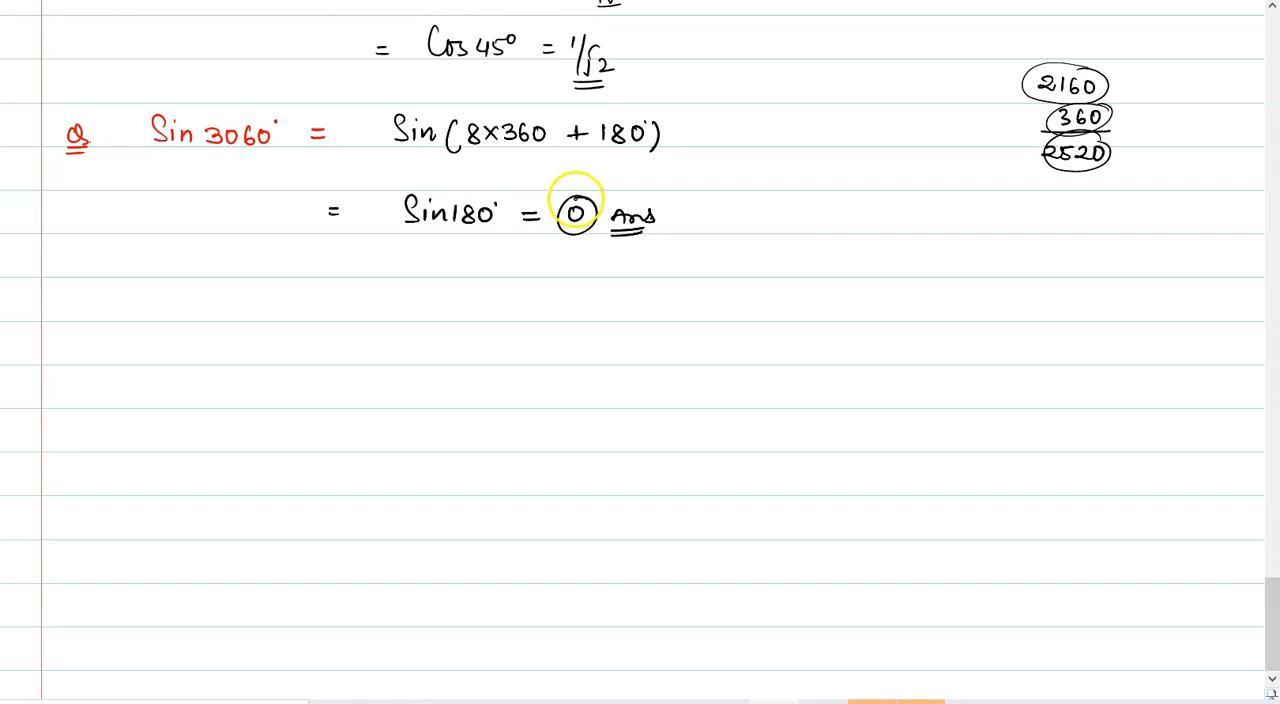 = Cos 45° = 1/√2
2160
360
2520
Q Sin 3060° = Sin (8×360 + 180°)
= Sin 180° = 0 Ans